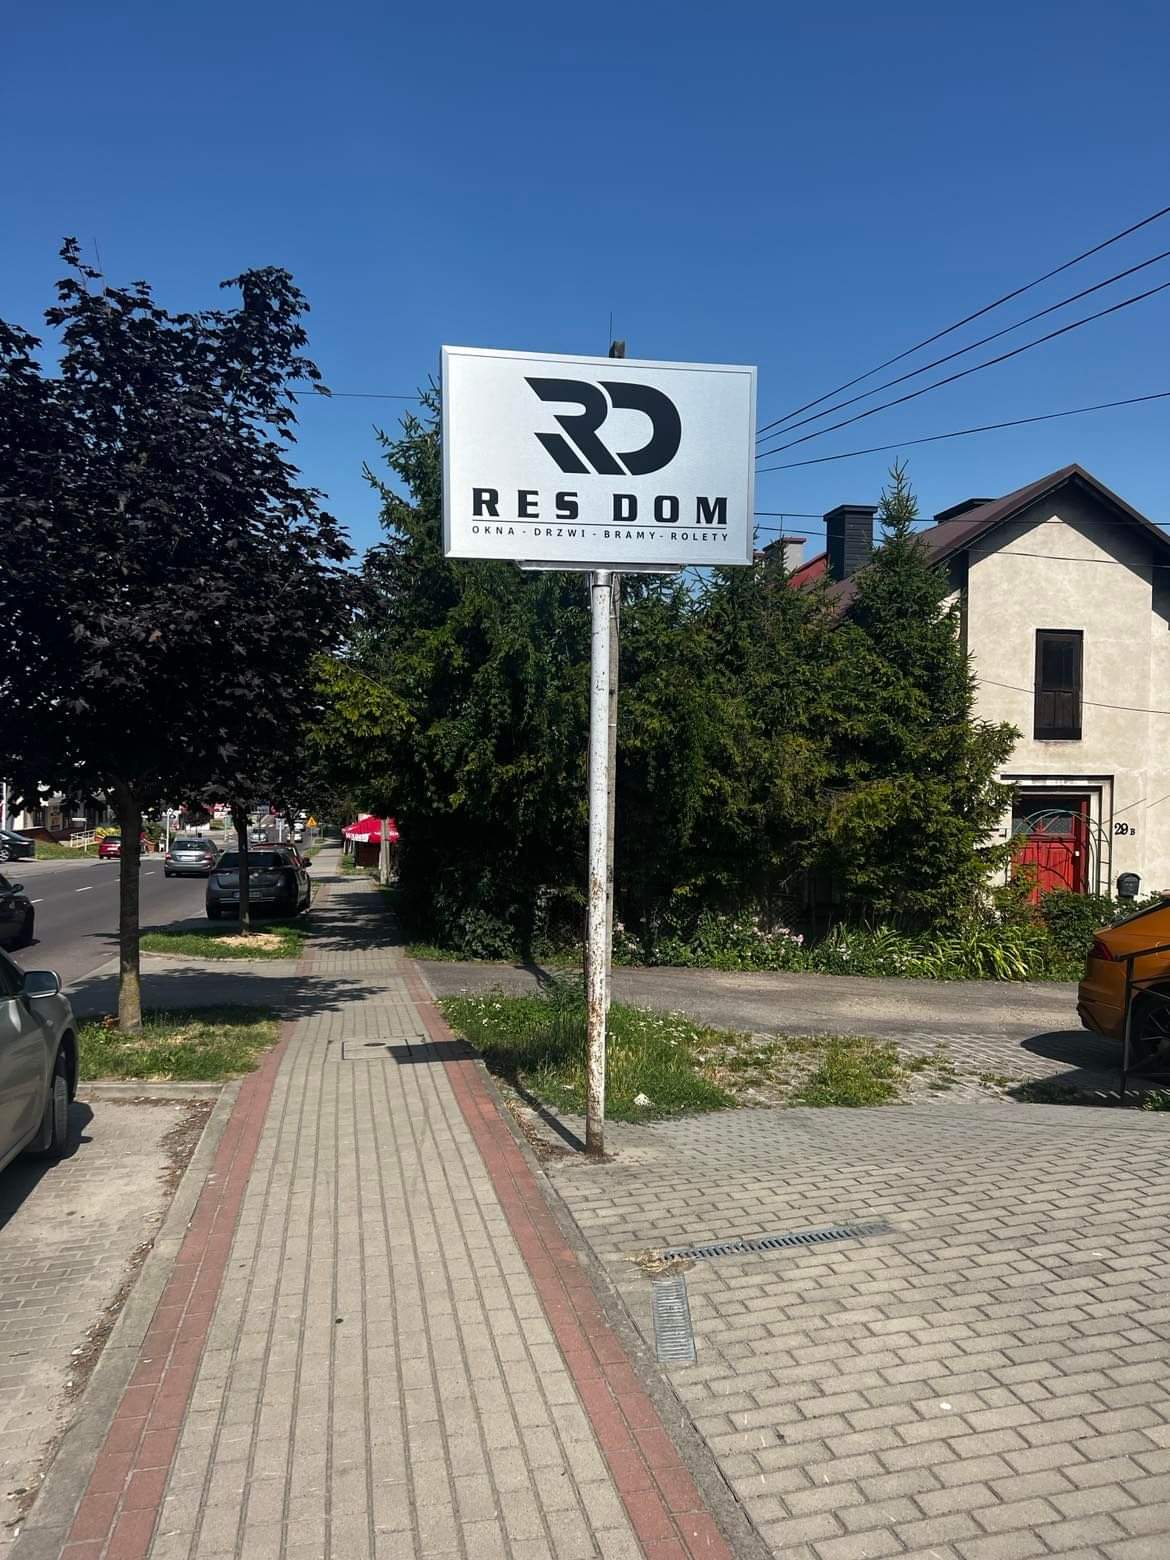 RD
RES DOM
OKNA - DRZWI - BRAMY - ROLETY
29 B